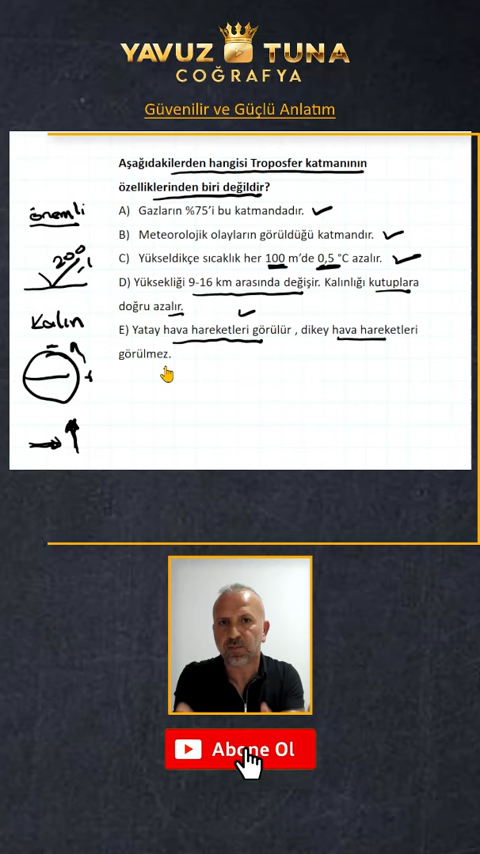 YAVUZ TUNA
COĞRAFYA
Güvenilir ve Güçlü Anlatım
Aşağıdakilerden hangisi Troposfer katmanının
özelliklerinden biri değildir?
A) Gazların %75'i bu katmandadır.
B) Meteorolojik olayların görüldüğü katmandır.
C) Yükseldikçe sıcaklık her 100 m'de 0,5 °C azalır.
D) Yüksekliği 9-16 km arasında değişir. Kalınlığı kutuplara
doğru azalır.
E) Yatay hava hareketleri görülür , dikey hava hareketleri
görülmez.
önemli
Kalın
Abone Ol